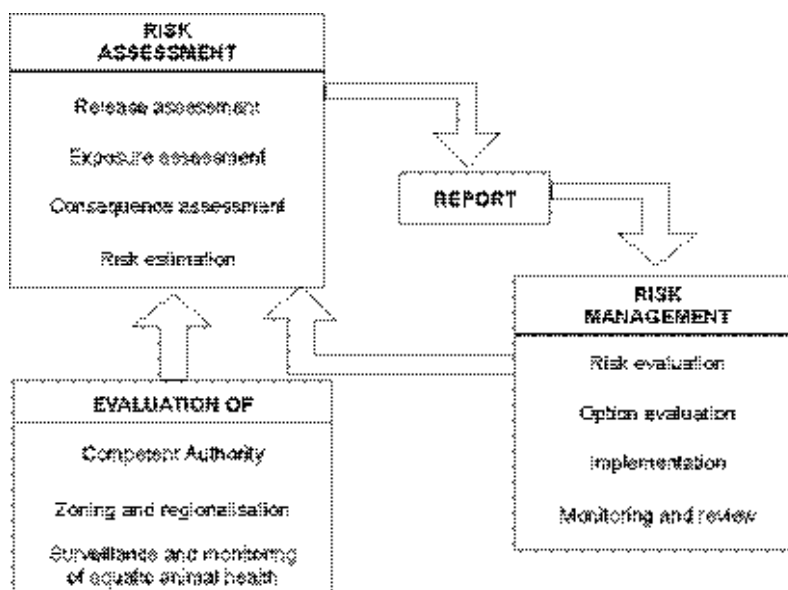 RISK
ASSESSMENT
Release assessment
Exposure assessment
Consequence assessment
Risk estimation
REPORT
RISK
MANAGEMENT
Risk evaluation
Option evaluation
Implementation
Monitoring and review
EVALUATION OF
Competent Authority
Zoning and regionalisation
Surveillance and monitoring
of aquatic animal health